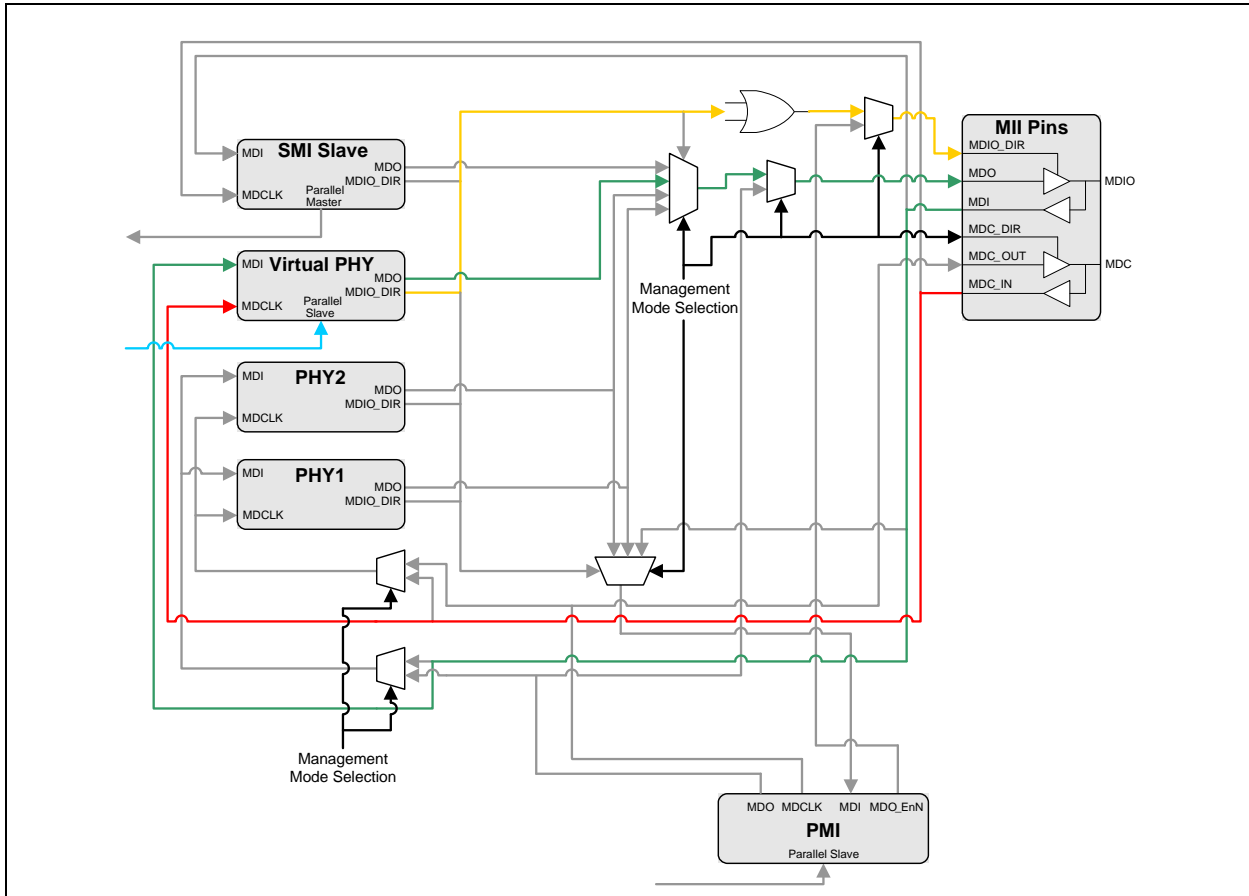 MII Pins
MDIO_DIR
MDO
MDIO
MDI
MDC_DIR
MDC_OUT
MDC
MDC_IN
SMI Slave
MDI
MDO
MDIO_DIR
MDCLK
Parallel
Master
Virtual PHY
MDI
MDO
MDIO_DIR
MDCLK
Parallel
Slave
Management
Mode Selection
PHY2
MDI
MDO
MDIO_DIR
MDCLK
PHY1
MDI
MDO
MDIO_DIR
MDCLK
Management
Mode Selection
MDO MDCLK MDI MDO_EnN
PMI
Parallel Slave